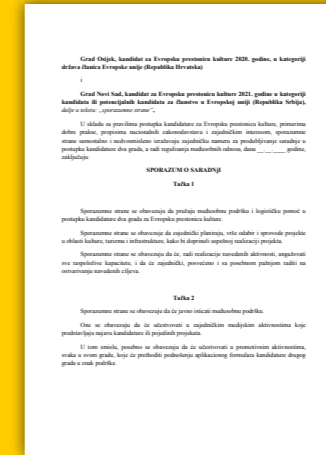 Grad Osijek, kandidat za Evropsku prestonicu kulture 2020. godine, u kategoriji
država članica Evropske unije (Republika Hrvatska)
i
Grad Novi Sad, kandidat za Evropsku prestonicu kulture 2021. godine u kategoriji
kandidata ili potencijalnih kandidata za članstvo u Evropskoj uniji (Republika Srbija),
dalje u tekstu: „sporazumne strane“,
U skladu sa pravilima postupka kandidature za Evropsku prestonicu kulture, primerima
dobre prakse, propisima nacionalnih zakonodavstava i zajedničkim interesom, sporazumne
strane samostalno i nedvosmisleno izražavaju zajedničku nameru za produbljivanje saradnje u
postupku kandidature dva grada, a radi regulisanja međusobnih odnosa, dana __.__.____ godine,
zaključuju:
SPORAZUM O SARADNjI
Tačka 1
Sporazumne strane se obavezuju da pružaju međusobnu podršku i logističku pomoć u
postupku kandidature dva grada za Evropsku prestonicu kulture.
Sporazumne strane se obavezuju da zajednički planiraju, vrše odabir i sprovode projekte
u oblasti kulture, turizma i infrastrukture, kako bi doprineli uspešnoj realizaciji projekta.
Sporazumne strane se obavezuju da će, radi realizacije navedenih aktivnosti, angažovati
sve raspoložive kapacitete, i da će zajednički, posvećeno i sa posebnom pažnjom raditi na
ostvarivanju navedenih ciljeva.
Tačka 2
Sporazumne strane se obavezuju da će javno isticati međusobnu podršku.
One se obavezuju da će učestvovati u zajedničkim medijskim aktivnostima koje
predstavljaju najavu kandidature ili pojedinih projekata.
U tom smislu, posebno se obavezuju da će učestvovati u promotivnim aktivnostima,
svaka u svom gradu, koje će prethoditi podnošenju aplikacionog formulara kandidature drugog
grada u znak podrške.